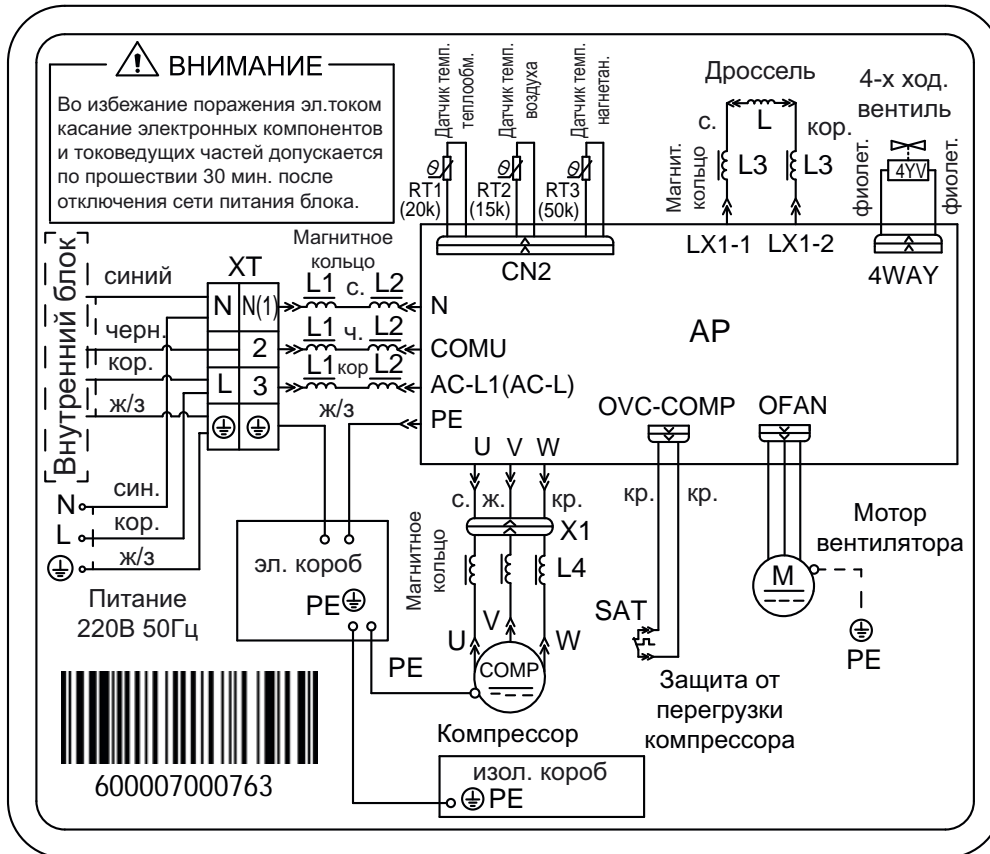 ВНИМАНИЕ
Во избежание поражения эл.током
касание электронных компонентов
и токоведущих частей допускается
по прошествии 30 мин. после
отключения сети питания блока.
Датчик темп.
теплообм.
Датчик темп.
воздуха
Датчик темп.
нагнетан.
RT1
(20k)
RT2
(15k)
RT3
(50k)
CN2
Дроссель
с.
L
кор.
Магнит.
кольцо
L3
L3
LX1-1
LX1-2
4-х ход.
вентиль
фиолет.
4YV
фиолет.
4WAY
Внутренний блок
синий
черн.
кор.
ж/з
XT
N
N(1)
2
L
3
Магнитное
кольцо
L1
с.
L2
L1
ч.
L2
L1
кор
L2
ж/з
N
COMU
AC-L1(AC-L)
PE
AP
OVC-COMP
OFAN
U
V
W
с.
ж.
кр.
X1
Магнитное
кольцо
L4
U
V
W
COMP
Компрессор
кр.
кр.
SAT
Защита от
перегрузки
компрессора
Мотор
вентилятора
M
PE
N
син.
L
кор.
ж/з
Питание
220В 50Гц
эл. короб
PE
PE
изол. короб
PE
600007000763